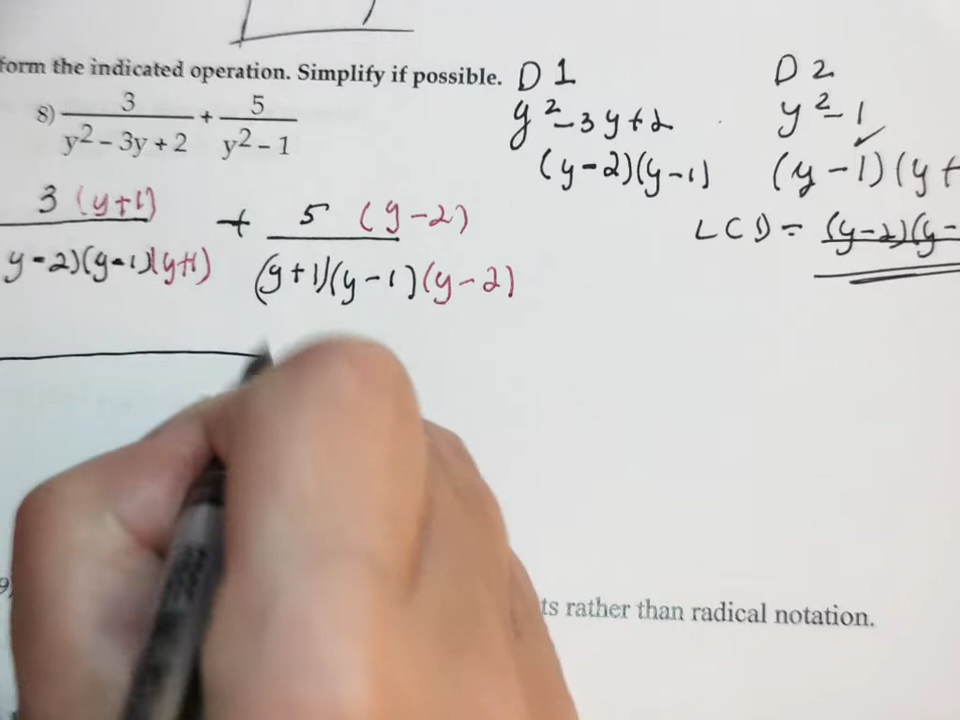 form the indicated operation. Simplify if possible.
8) 3/(y² – 3y + 2) + 5/(y² – 1)
D 1
y² – 3y + 2
(y – 2)(y – 1)
D 2
y² – 1
(y – 1)(y +
LCD = (y – 2)(y –
3 (y+1) / y – 2)(y – 1)(y+1) + 5 (y – 2) / (y + 1)(y – 1)(y – 2)
9)
ts rather than radical notation.